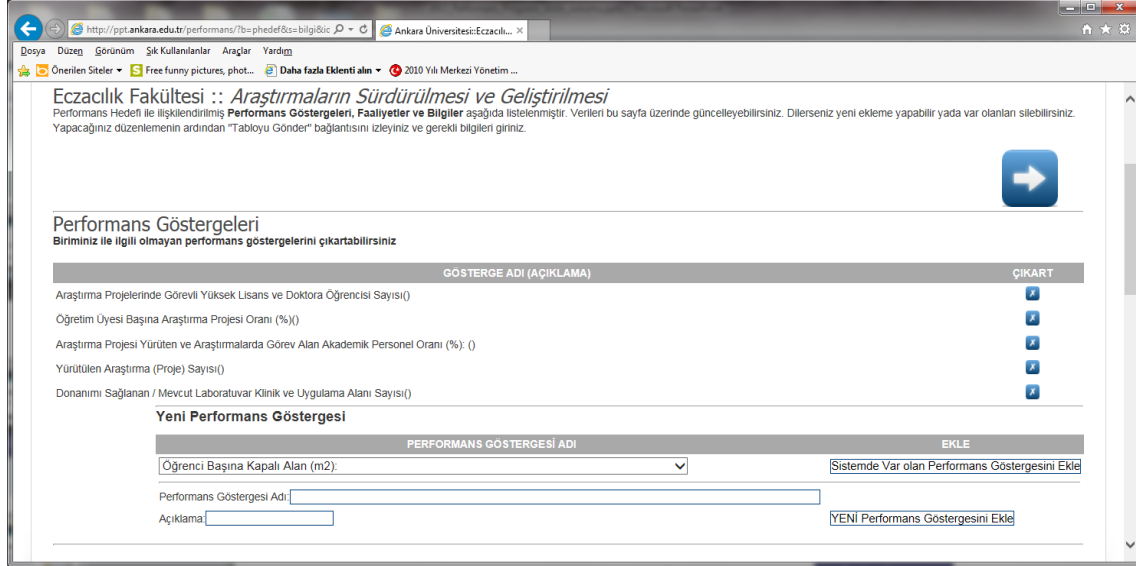 http://ppt.ankara.edu.tr/performans/?b=phedef&s=bilgi&ic
Ankara Üniversitesi::Eczacılı...
Dosya Düzen Görünüm Sık Kullanılanlar Araçlar Yardım
Önerilen Siteler Free funny pictures, phot... Daha fazla Eklenti alın 2010 Yılı Merkezi Yönetim ...
Eczacılık Fakültesi :: Araştırmaların Sürdürülmesi ve Geliştirilmesi
Performans Hedefi ile ilişkilendirilmiş Performans Göstergeleri, Faaliyetler ve Bilgiler aşağıda listelenmiştir. Verileri bu sayfa üzerinde güncelleyebilirsiniz. Dilerseniz yeni ekleme yapabilir yada var olanları silebilirsiniz.
Yapacağınız düzenlemenin ardından "Tabloyu Gönder" bağlantısını izleyiniz ve gerekli bilgileri giriniz.
Performans Göstergeleri
Biriminiz ile ilgili olmayan performans göstergelerini çıkartabilirsiniz
GÖSTERGE ADI (AÇIKLAMA) ÇIKART
Araştırma Projelerinde Görevli Yüksek Lisans ve Doktora Öğrencisi Sayısı()
Öğretim Üyesi Başına Araştırma Projesi Oranı (%)()
Araştırma Projesi Yürüten ve Araştırmalarda Görev Alan Akademik Personel Oranı (%): ()
Yürütülen Araştırma (Proje) Sayısı()
Donanımı Sağlanan / Mevcut Laboratuvar Klinik ve Uygulama Alanı Sayısı()
Yeni Performans Göstergesi
PERFORMANS GÖSTERGESİ ADI EKLE
Öğrenci Başına Kapalı Alan (m2): Sistemde Var olan Performans Göstergesini Ekle
Performans Göstergesi Adı:
Açıklama: YENİ Performans Göstergesini Ekle